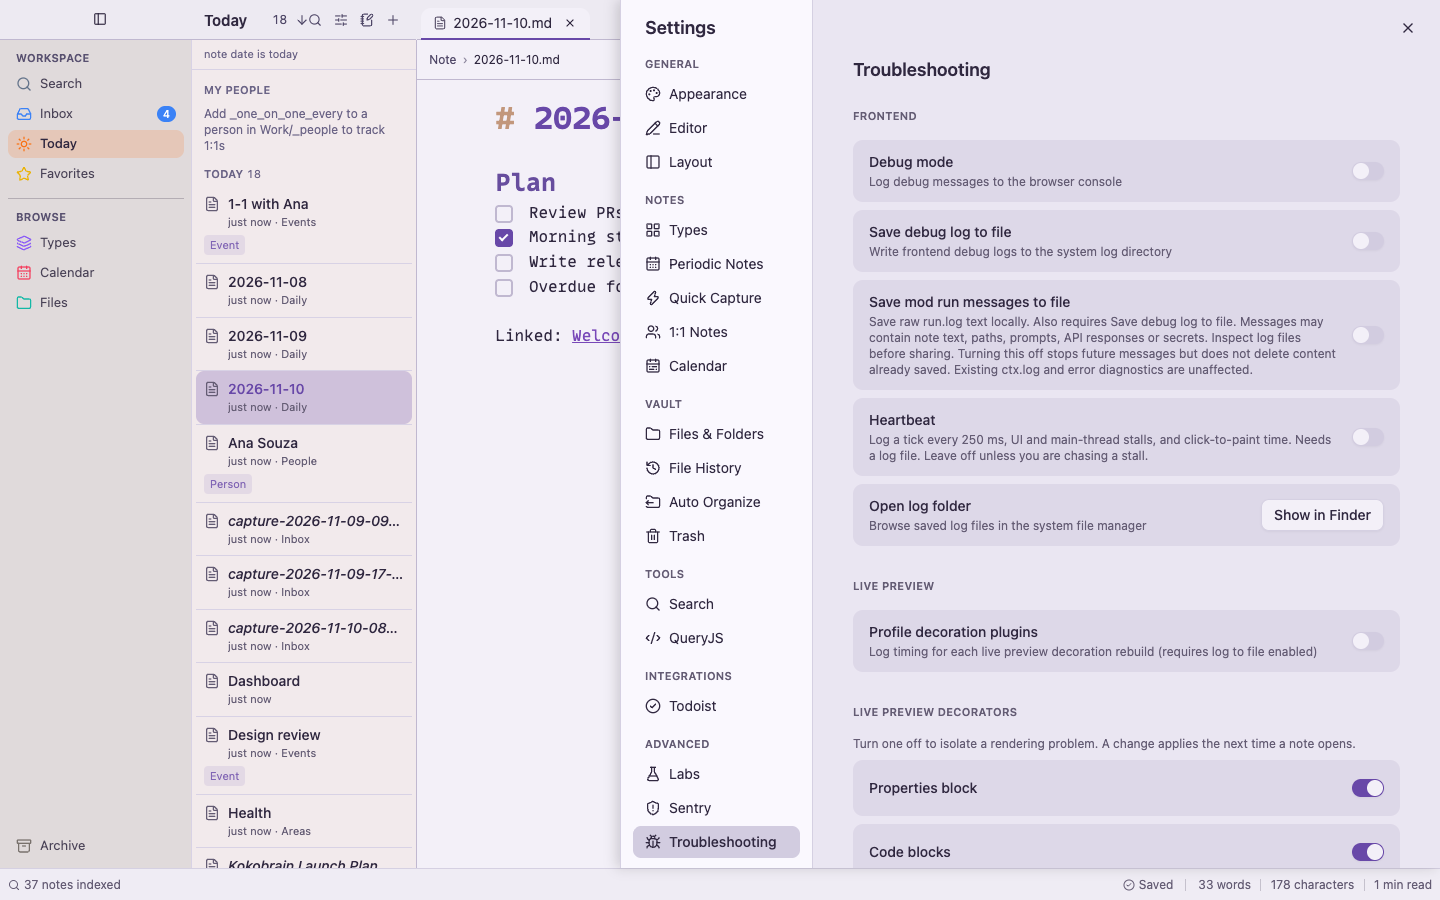 Today
18
2026-11-10.md
WORKSPACE
Search
Inbox
4
Today
Favorites
BROWSE
Types
Calendar
Files
Archive
note date is today
MY PEOPLE
Add _one_on_one_every to a
person in Work/_people to track
1:1s
TODAY 18
1-1 with Ana
just now · Events
Event
2026-11-08
just now · Daily
2026-11-09
just now · Daily
2026-11-10
just now · Daily
Ana Souza
just now · People
Person
capture-2026-11-09-09...
just now · Inbox
capture-2026-11-09-17-...
just now · Inbox
capture-2026-11-10-08...
just now · Inbox
Dashboard
just now
Design review
just now · Events
Event
Health
just now · Areas
Kokobrain Launch Plan
Note › 2026-11-10.md
# 2026-
Plan
Review PRs
Morning st
Write rele
Overdue fo
Linked: Welco
Settings
GENERAL
Appearance
Editor
Layout
NOTES
Types
Periodic Notes
Quick Capture
1:1 Notes
Calendar
VAULT
Files & Folders
File History
Auto Organize
Trash
TOOLS
Search
QueryJS
INTEGRATIONS
Todoist
ADVANCED
Labs
Sentry
Troubleshooting
Troubleshooting
FRONTEND
Debug mode
Log debug messages to the browser console
Save debug log to file
Write frontend debug logs to the system log directory
Save mod run messages to file
Save raw run.log text locally. Also requires Save debug log to file. Messages may
contain note text, paths, prompts, API responses or secrets. Inspect log files
before sharing. Turning this off stops future messages but does not delete content
already saved. Existing ctx.log and error diagnostics are unaffected.
Heartbeat
Log a tick every 250 ms, UI and main-thread stalls, and click-to-paint time. Needs
a log file. Leave off unless you are chasing a stall.
Open log folder
Browse saved log files in the system file manager
Show in Finder
LIVE PREVIEW
Profile decoration plugins
Log timing for each live preview decoration rebuild (requires log to file enabled)
LIVE PREVIEW DECORATORS
Turn one off to isolate a rendering problem. A change applies the next time a note opens.
Properties block
Code blocks
37 notes indexed
Saved
33 words
178 characters
1 min read